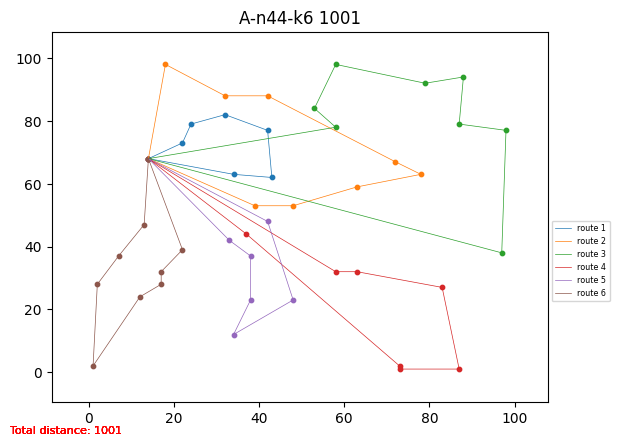 A-n44-k6 1001
100
80
60
40
20
0
0 20 40 60 80 100
route 1
route 2
route 3
route 4
route 5
route 6
Total distance: 1001